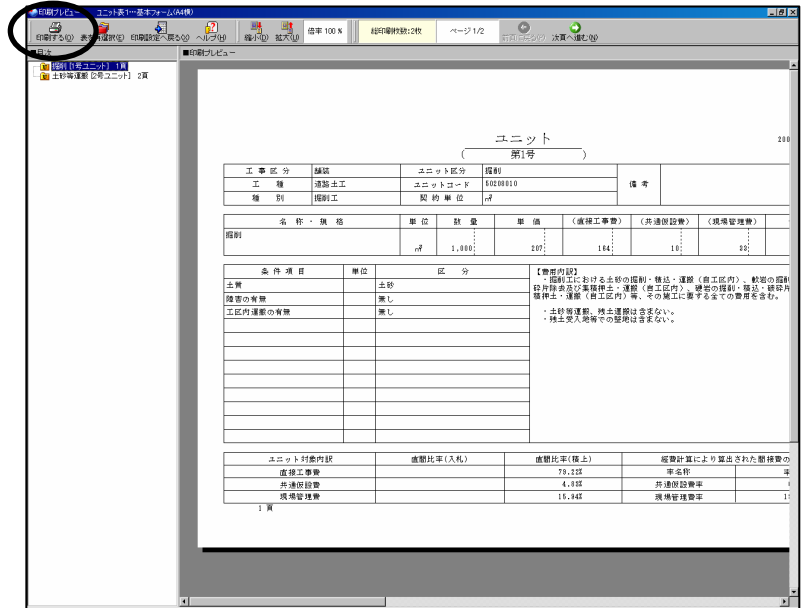 印刷プレビュー　ユニット表1…基本フォーム(A4横)
印刷する(P) 表を再選択(E) 印刷設定へ戻る(X) ヘルプ(H) 縮小(D) 拡大(U) 倍率 100 % 総印刷枚数:2枚 ページ 1/2 次頁へ進む(N)
■目次 ■印刷プレビュー
掘削 [1号ユニット] 1頁
土砂等運搬 [2号ユニット] 2頁
ユニット
200
( 第1号 )
工事区分 舗装 ユニット区分 掘削 備考
工種 道路土工 ユニットコード 50208010
種別 掘削工 契約単位 ㎥
名称・規格 単位 数量 単価 (直接工事費) (共通仮設費) (現場管理費)
掘削 ㎥ 1,000 207 164 10 33
条件項目 単位 区分
土質 土砂
障害の有無 無し
工区内運搬の有無 無し
【費用内訳】
・掘削工における土砂の掘削・積込・運搬(自工区内)、軟岩の掘削
砕片除去及び集積押土・運搬(自工区内)、硬岩の掘削・積込・破砕片
積押土・運搬(自工区内)等、その施工に要する全ての費用を含む。
・土砂等運搬、残土運搬は含まない。
・残土受入地等での整地は含まない。
ユニット対象内訳 直間比率(入札) 直間比率(積上) 経費計算により算出された間接費の
直接工事費 79.22% 率名称 率
共通仮設費 4.83% 共通仮設費率
現場管理費 15.94% 現場管理費率
1 頁